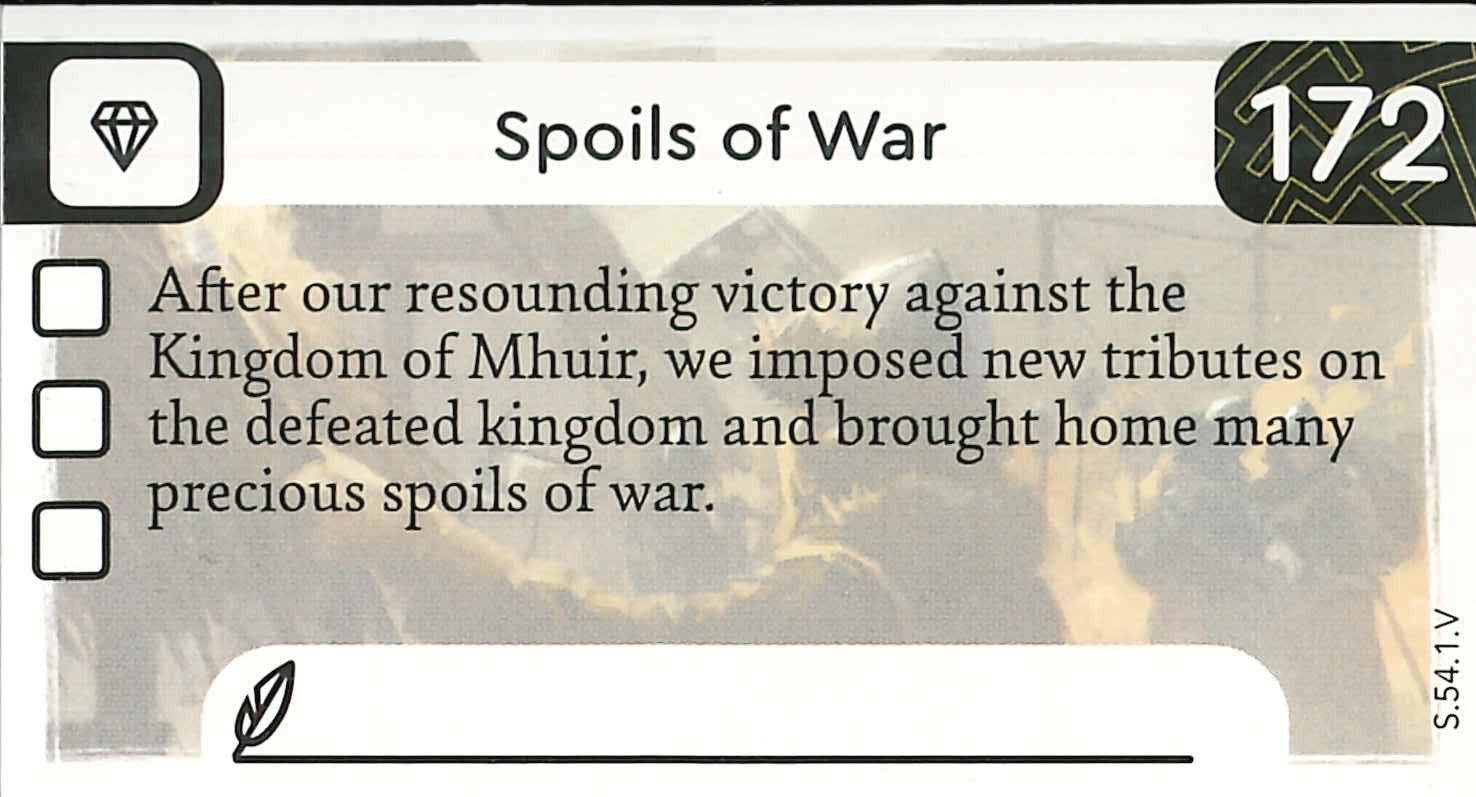 Spoils of War
172
After our resounding victory against the
Kingdom of Mhuir, we imposed new tributes on
the defeated kingdom and brought home many
precious spoils of war.
S.54.1.V